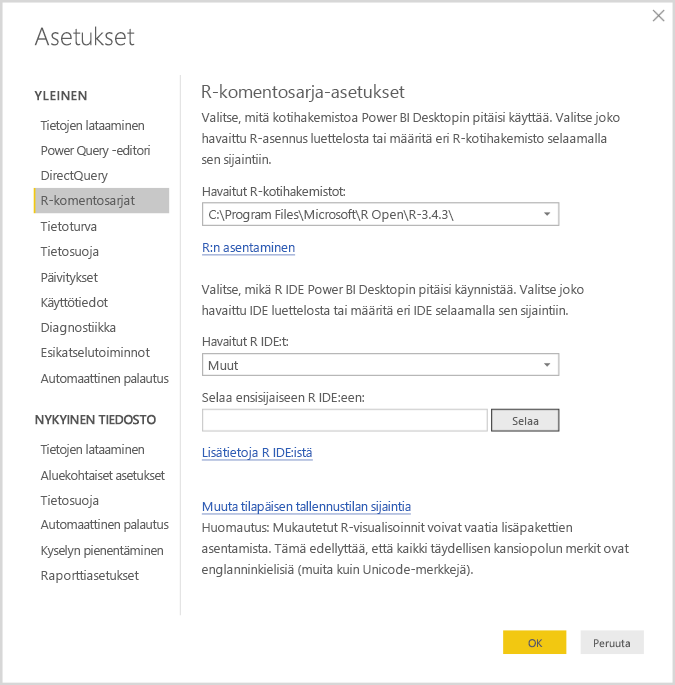 Asetukset
YLEINEN
Tietojen lataaminen
Power Query -editori
DirectQuery
R-komentosarjat
Tietoturva
Tietosuoja
Päivitykset
Käyttötiedot
Diagnostiikka
Esikatselutoiminnot
Automaattinen palautus
NYKYINEN TIEDOSTO
Tietojen lataaminen
Aluekohtaiset asetukset
Tietosuoja
Automaattinen palautus
Kyselyn pienentäminen
Raporttiasetukset
R-komentosarja-asetukset
Valitse, mitä kotihakemistoa Power BI Desktopin pitäisi käyttää. Valitse joko
havaittu R-asennus luettelosta tai määritä eri R-kotihakemisto selaamalla
sen sijaintiin.
Havaitut R-kotihakemistot:
C:\Program Files\Microsoft\R Open\R-3.4.3\
R:n asentaminen
Valitse, mikä R IDE Power BI Desktopin pitäisi käynnistää. Valitse joko
havaittu IDE luettelosta tai määritä eri IDE selaamalla sen sijaintiin.
Havaitut R IDE:t:
Muut
Selaa ensisijaiseen R IDE:een:
Selaa
Lisätietoja R IDE:istä
Muuta tilapäisen tallennustilan sijaintia
Huomautus: Mukautetut R-visualisoinnit voivat vaatia lisäpakettien
asentamista. Tämä edellyttää, että kaikki täydellisen kansiopolun merkit ovat
englanninkielisiä (muita kuin Unicode-merkkejä).
OK
Peruuta